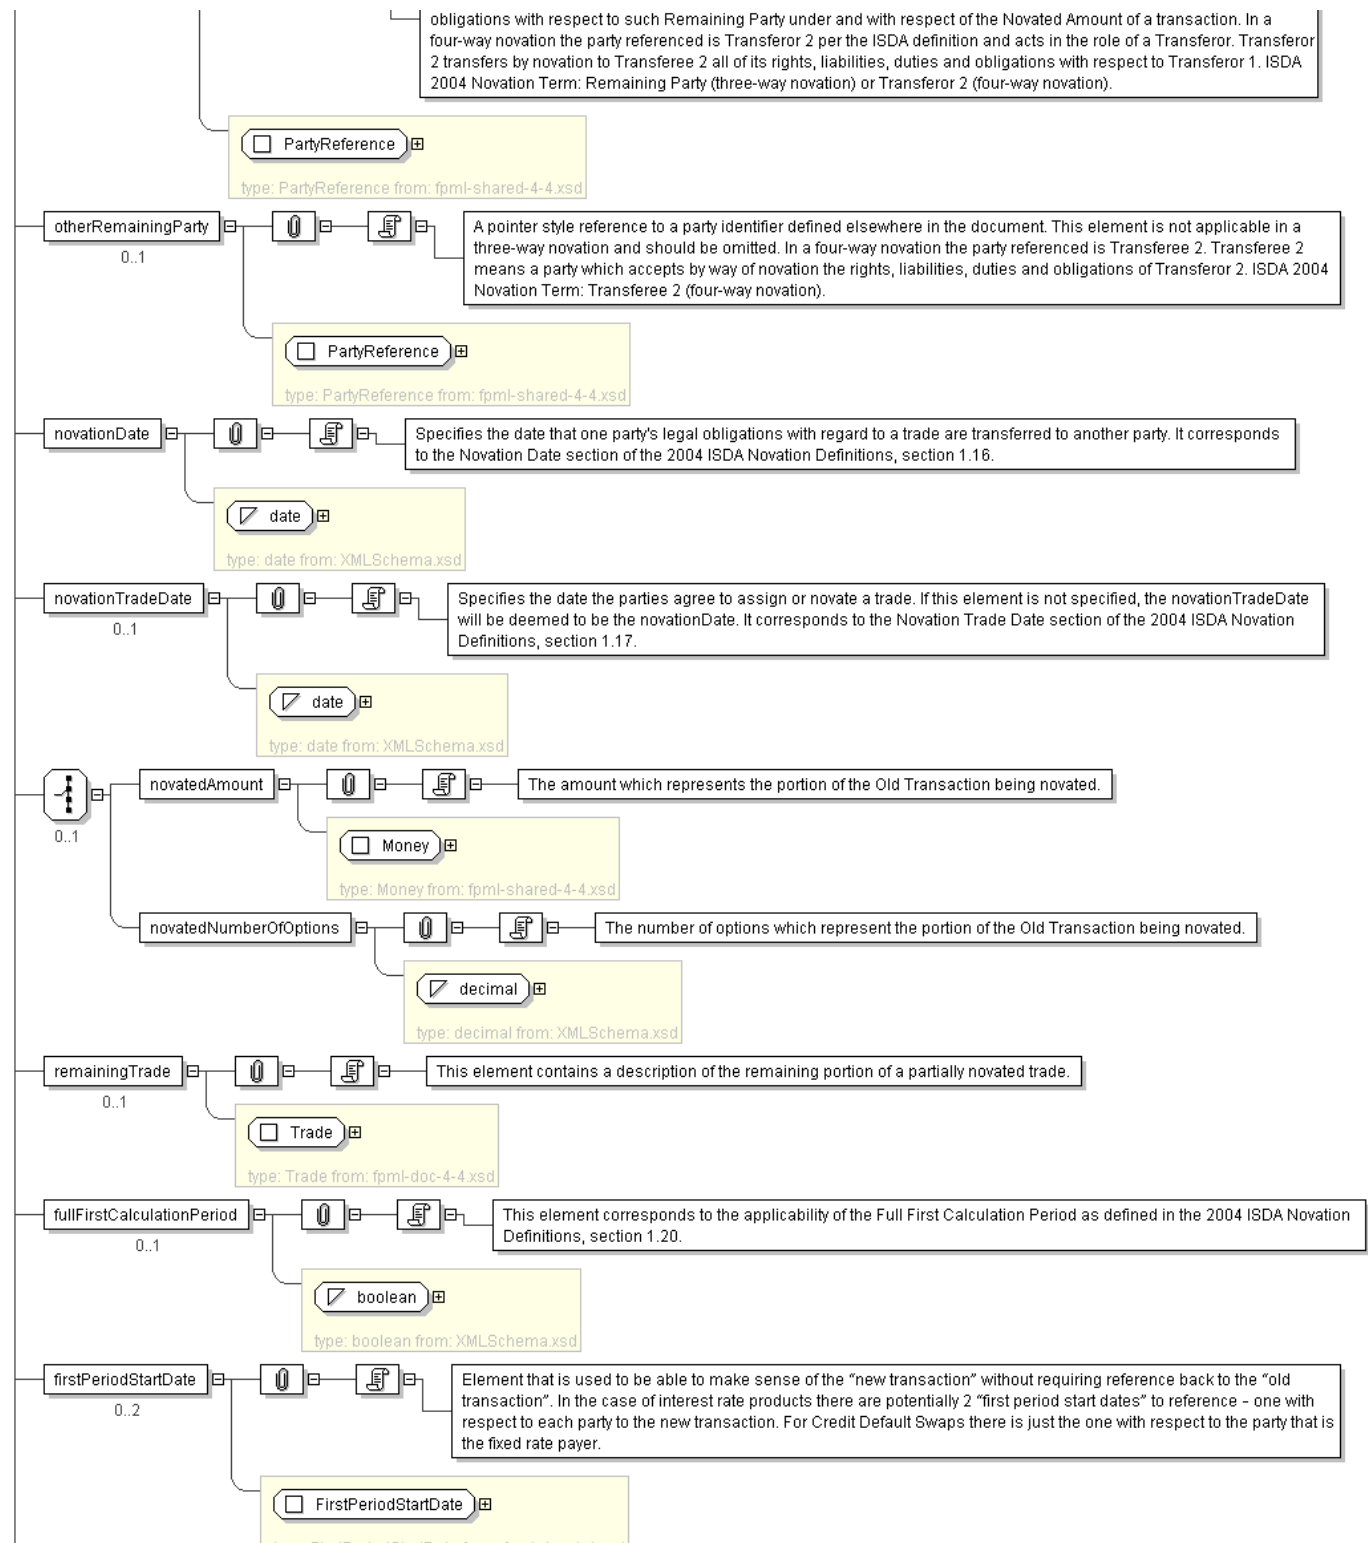 obligations with respect to such Remaining Party under and with respect of the Novated Amount of a transaction. In a
four-way novation the party referenced is Transferor 2 per the ISDA definition and acts in the role of a Transferor. Transferor
2 transfers by novation to Transferee 2 all of its rights, liabilities, duties and obligations with respect to Transferor 1. ISDA
2004 Novation Term: Remaining Party (three-way novation) or Transferor 2 (four-way novation).
PartyReference
type: PartyReference from: fpml-shared-4-4.xsd
otherRemainingParty
0..1
A pointer style reference to a party identifier defined elsewhere in the document. This element is not applicable in a
three-way novation and should be omitted. In a four-way novation the party referenced is Transferee 2. Transferee 2
means a party which accepts by way of novation the rights, liabilities, duties and obligations of Transferor 2. ISDA 2004
Novation Term: Transferee 2 (four-way novation).
PartyReference
type: PartyReference from: fpml-shared-4-4.xsd
novationDate
Specifies the date that one party's legal obligations with regard to a trade are transferred to another party. It corresponds
to the Novation Date section of the 2004 ISDA Novation Definitions, section 1.16.
date
type: date from: XMLSchema.xsd
novationTradeDate
0..1
Specifies the date the parties agree to assign or novate a trade. If this element is not specified, the novationTradeDate
will be deemed to be the novationDate. It corresponds to the Novation Trade Date section of the 2004 ISDA Novation
Definitions, section 1.17.
date
type: date from: XMLSchema.xsd
0..1
novatedAmount
The amount which represents the portion of the Old Transaction being novated.
Money
type: Money from: fpml-shared-4-4.xsd
novatedNumberOfOptions
The number of options which represent the portion of the Old Transaction being novated.
decimal
type: decimal from: XMLSchema.xsd
remainingTrade
0..1
This element contains a description of the remaining portion of a partially novated trade.
Trade
type: Trade from: fpml-doc-4-4.xsd
fullFirstCalculationPeriod
0..1
This element corresponds to the applicability of the Full First Calculation Period as defined in the 2004 ISDA Novation
Definitions, section 1.20.
boolean
type: boolean from: XMLSchema.xsd
firstPeriodStartDate
0..2
Element that is used to be able to make sense of the “new transaction” without requiring reference back to the “old
transaction”. In the case of interest rate products there are potentially 2 “first period start dates” to reference – one with
respect to each party to the new transaction. For Credit Default Swaps there is just the one with respect to the party that is
the fixed rate payer.
FirstPeriodStartDate